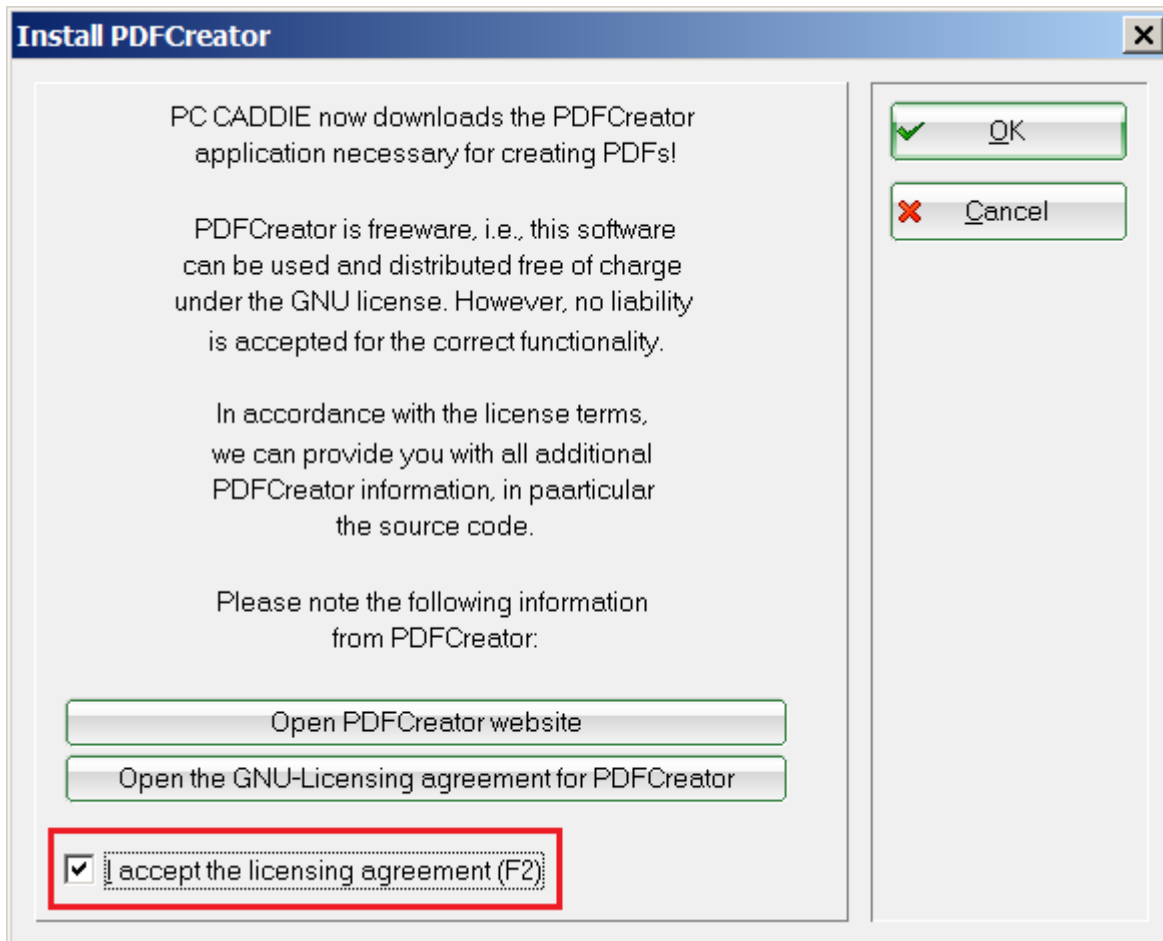 Install PDFCreator
PC CADDIE now downloads the PDFCreator
application necessary for creating PDFs!
PDFCreator is freeware, i.e., this software
can be used and distributed free of charge
under the GNU license. However, no liability
is accepted for the correct functionality.
In accordance with the license terms,
we can provide you with all additional
PDFCreator information, in paarticular
the source code.
Please note the following information
from PDFCreator:
Open PDFCreator website
Open the GNU-Licensing agreement for PDFCreator
I accept the licensing agreement (F2)
OK
Cancel